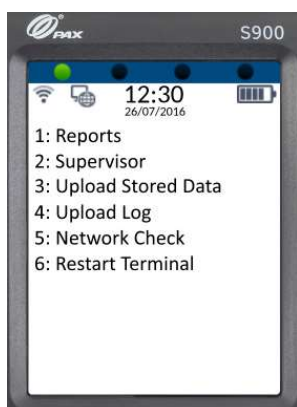 PAX S900
12:30
26/07/2016
1: Reports
2: Supervisor
3: Upload Stored Data
4: Upload Log
5: Network Check
6: Restart Terminal